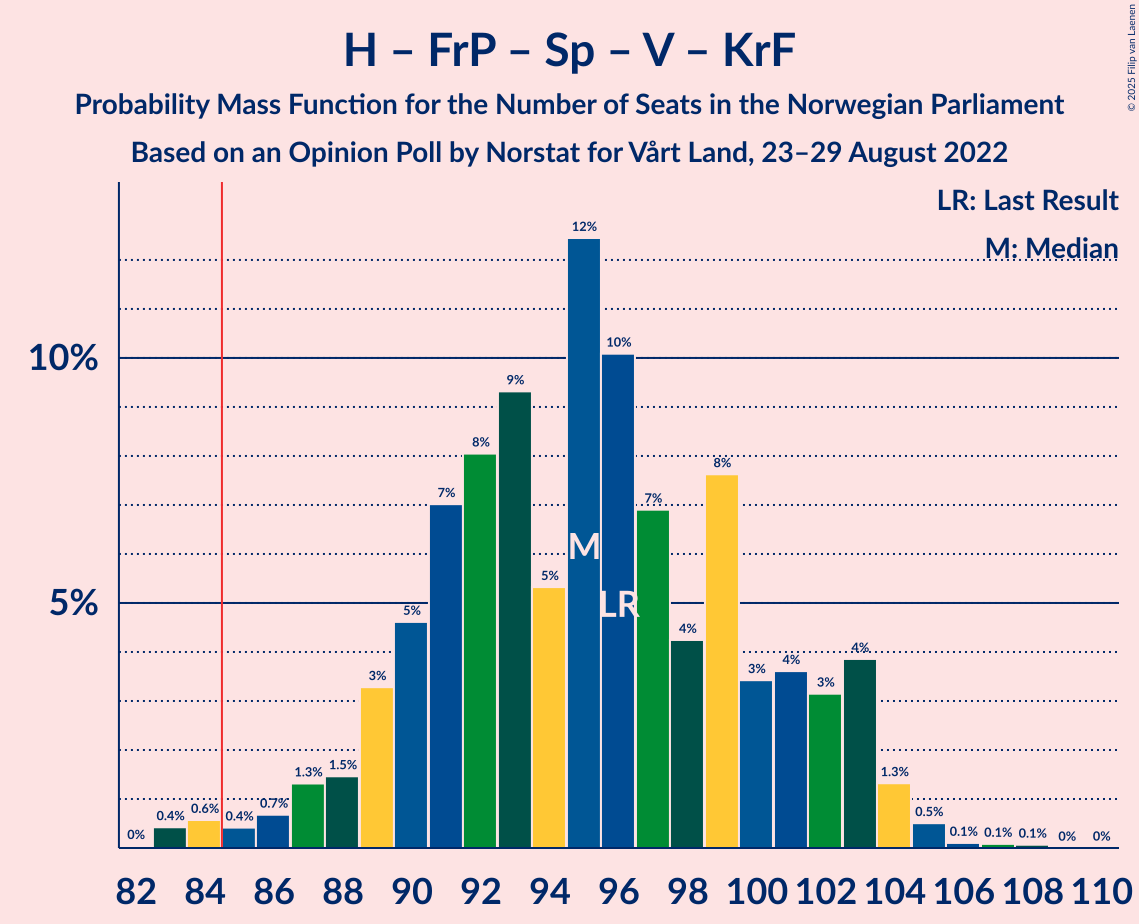 H – FrP – Sp – V – KrF
Probability Mass Function for the Number of Seats in the Norwegian Parliament
Based on an Opinion Poll by Norstat for Vårt Land, 23–29 August 2022
© 2025 Filip van Laenen
LR: Last Result
M: Median
10%
5%
0% 0.4% 0.6% 0.4% 0.7% 1.3% 1.5% 3% 5% 7% 8% 9% 5% 12% 10% 7% 4% 8% 3% 4% 3% 4% 1.3% 0.5% 0.1% 0.1% 0.1% 0% 0%
M
LR
82 84 86 88 90 92 94 96 98 100 102 104 106 108 110